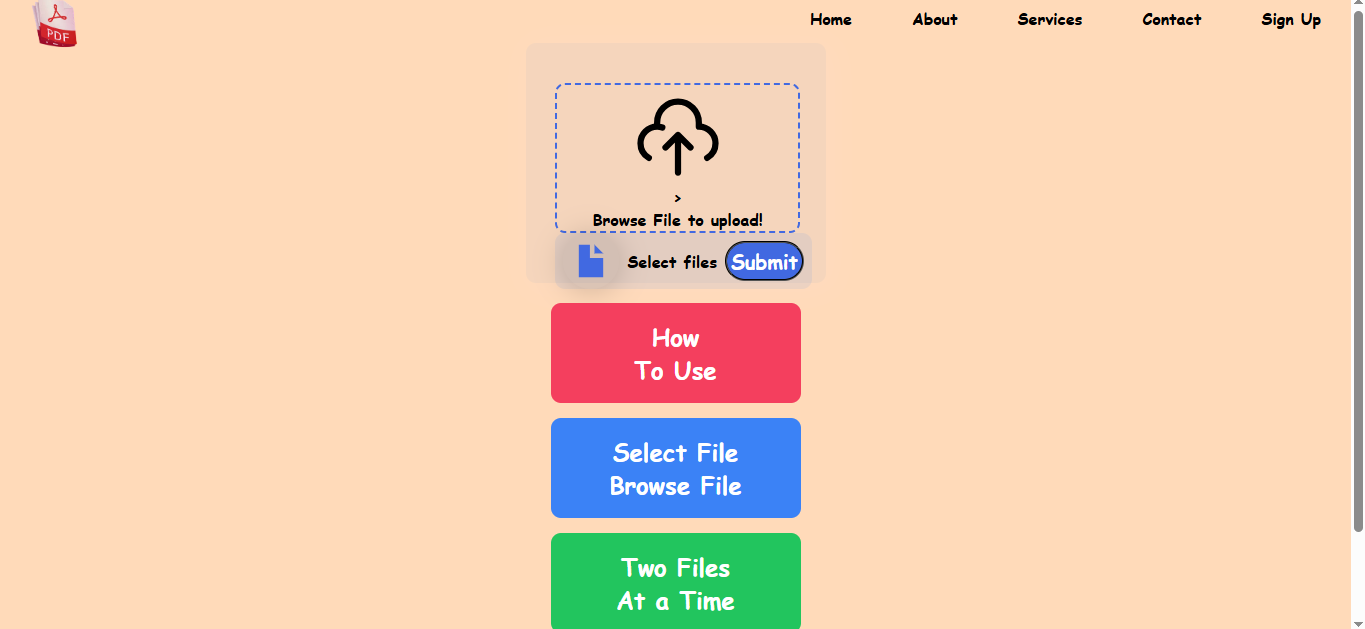 PDF
Home About Services Contact Sign Up
>
Browse File to upload!
Select files Submit
How
To Use
Select File
Browse File
Two Files
At a Time